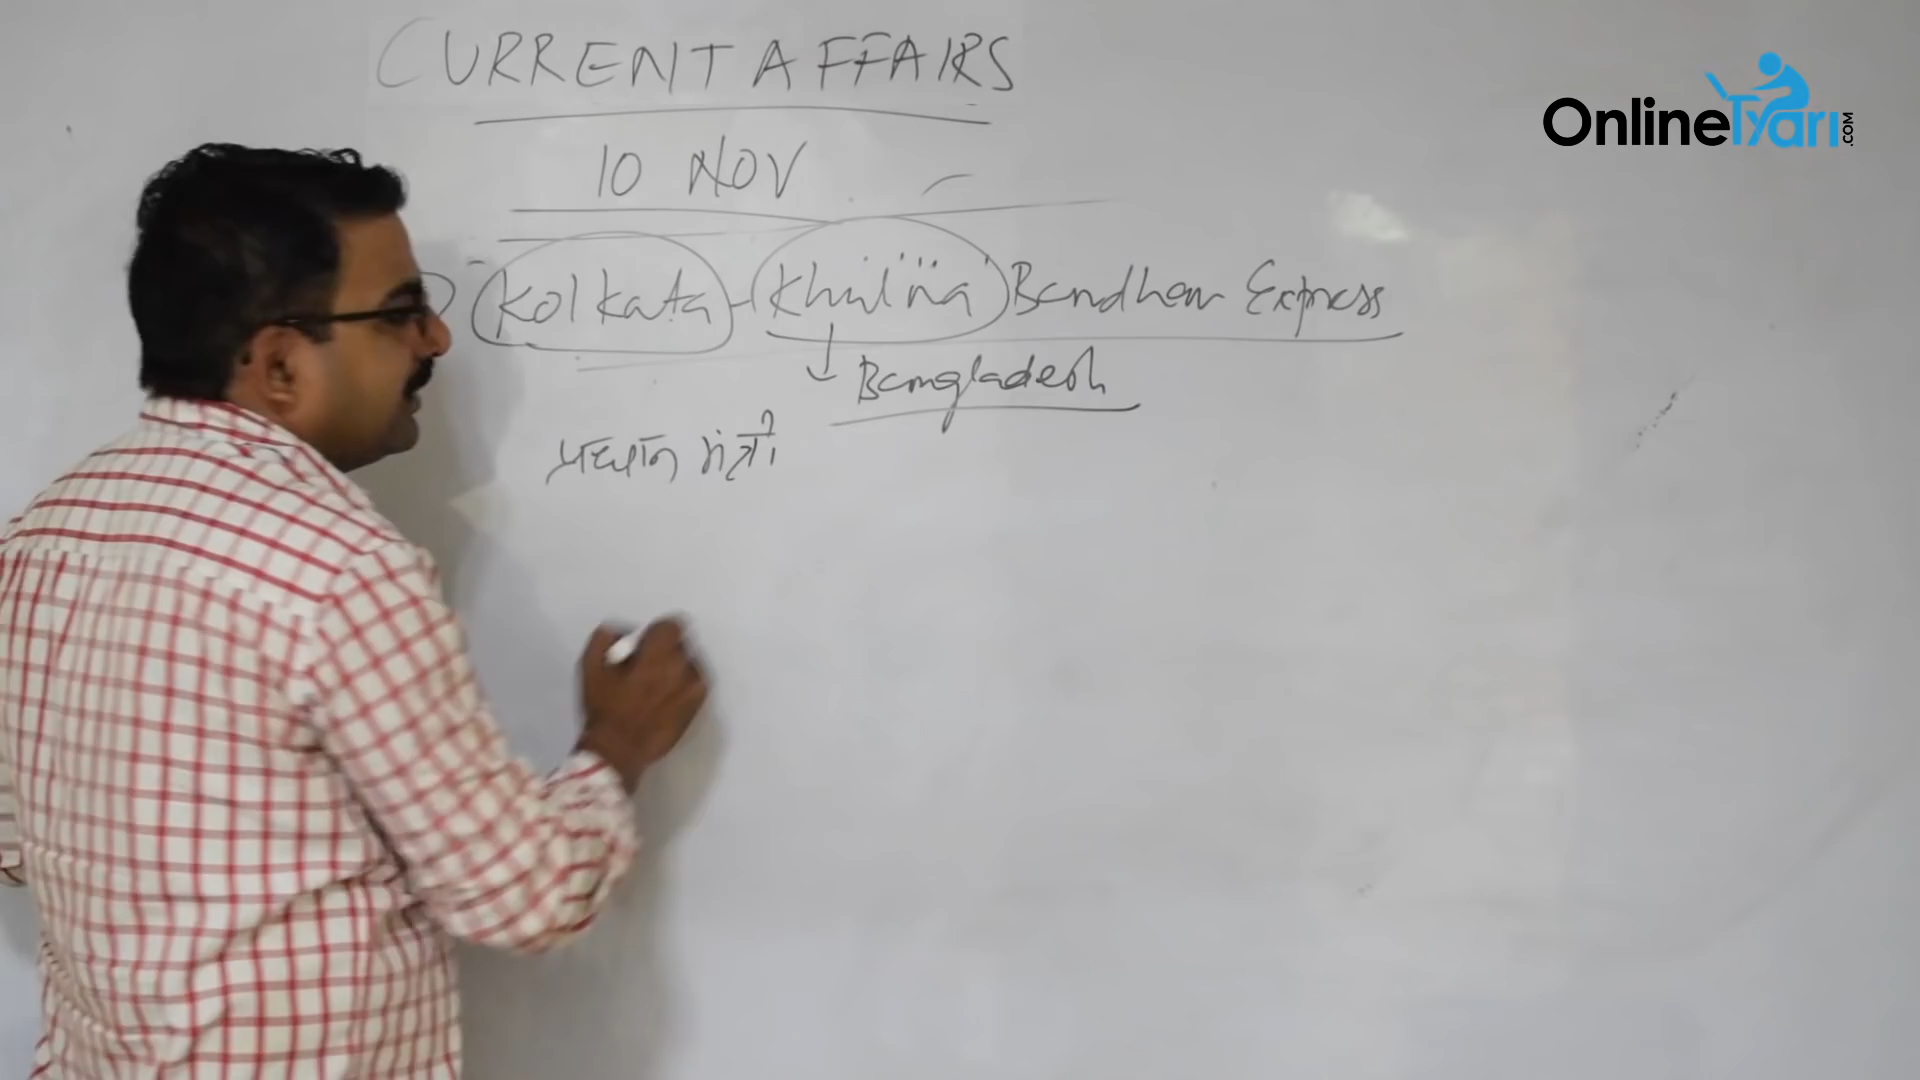 CURRENT AFFAIRS
OnlineTyari.COM
10 NOV
Kolkata - Khulna Bandhan Express
Bangladesh
प्रधान मंत्री